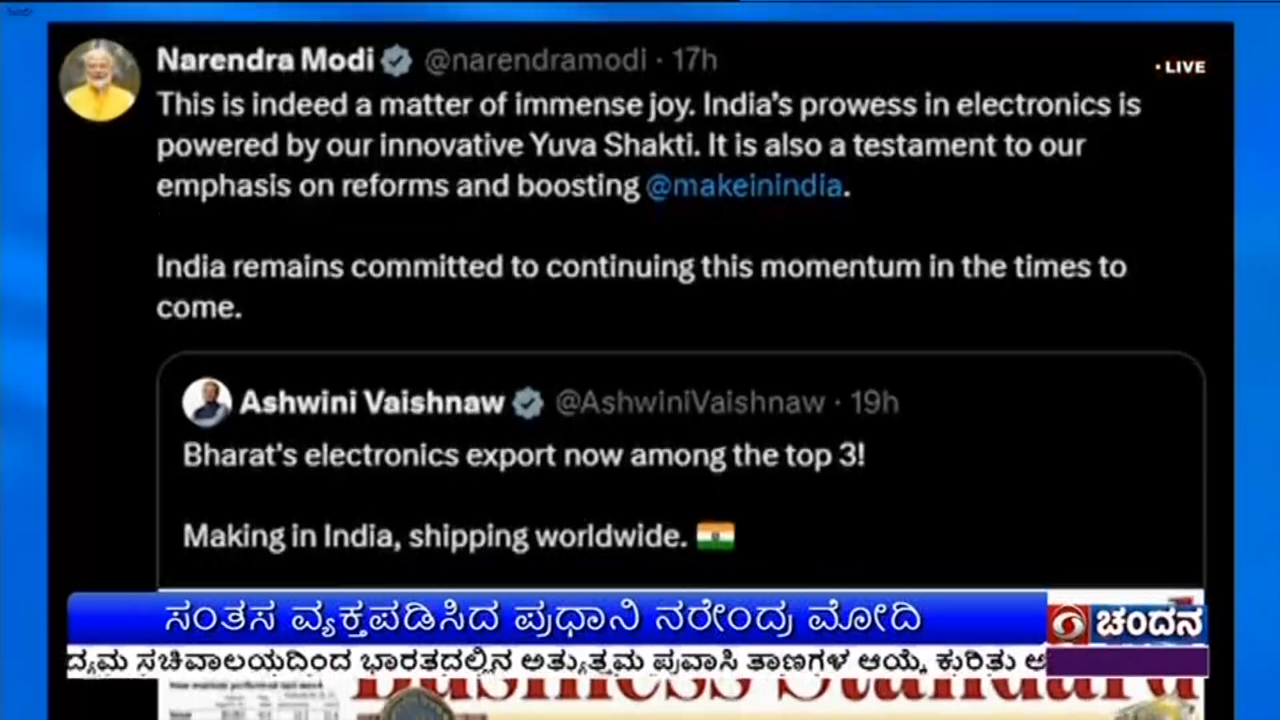 Narendra Modi @narendramodi · 17h
• LIVE
This is indeed a matter of immense joy. India's prowess in electronics is
powered by our innovative Yuva Shakti. It is also a testament to our
emphasis on reforms and boosting @makeinindia.
India remains committed to continuing this momentum in the times to
come.
Ashwini Vaishnaw @AshwiniVaishnaw · 19h
Bharat's electronics export now among the top 3!
Making in India, shipping worldwide.
ಸಂತಸ ವ್ಯಕ್ತಪಡಿಸಿದ ಪ್ರಧಾನಿ ನರೇಂದ್ರ ಮೋದಿ
ಚಂದನ
ದ್ಯಮ ಸಚಿವಾಲಯದಿಂದ ಭಾರತದಲ್ಲಿನ ಅತ್ಯುತ್ತಮ ಪ್ರವಾಸಿ ತಾಣಗಳ ಆಯ್ಕೆ ಕುರಿತು ಅ
Business Standard